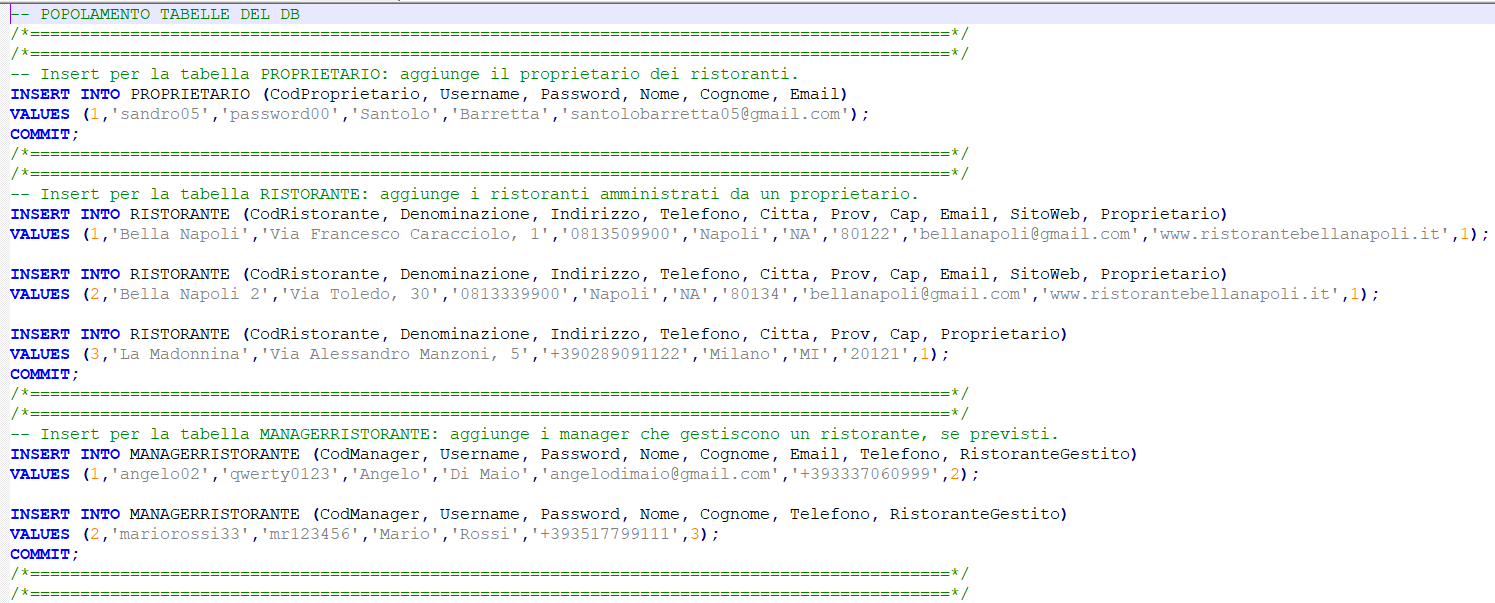 -- POPOLAMENTO TABELLE DEL DB
/*============================================================================================*/
/*============================================================================================*/
-- Insert per la tabella PROPRIETARIO: aggiunge il proprietario dei ristoranti.
INSERT INTO PROPRIETARIO (CodProprietario, Username, Password, Nome, Cognome, Email)
VALUES (1,'sandro05','password00','Santolo','Barretta','santolobarretta05@gmail.com');
COMMIT;
/*============================================================================================*/
/*============================================================================================*/
-- Insert per la tabella RISTORANTE: aggiunge i ristoranti amministrati da un proprietario.
INSERT INTO RISTORANTE (CodRistorante, Denominazione, Indirizzo, Telefono, Citta, Prov, Cap, Email, SitoWeb, Proprietario)
VALUES (1,'Bella Napoli','Via Francesco Caracciolo, 1','0813509900','Napoli','NA','80122','bellanapoli@gmail.com','www.ristorantebellanapoli.it',1);
INSERT INTO RISTORANTE (CodRistorante, Denominazione, Indirizzo, Telefono, Citta, Prov, Cap, Email, SitoWeb, Proprietario)
VALUES (2,'Bella Napoli 2','Via Toledo, 30','0813339900','Napoli','NA','80134','bellanapoli@gmail.com','www.ristorantebellanapoli.it',1);
INSERT INTO RISTORANTE (CodRistorante, Denominazione, Indirizzo, Telefono, Citta, Prov, Cap, Proprietario)
VALUES (3,'La Madonnina','Via Alessandro Manzoni, 5','+390289091122','Milano','MI','20121',1);
COMMIT;
/*============================================================================================*/
/*============================================================================================*/
-- Insert per la tabella MANAGERRISTORANTE: aggiunge i manager che gestiscono un ristorante, se previsti.
INSERT INTO MANAGERRISTORANTE (CodManager, Username, Password, Nome, Cognome, Email, Telefono, RistoranteGestito)
VALUES (1,'angelo02','qwerty0123','Angelo','Di Maio','angelodimaio@gmail.com','+393337060999',2);
INSERT INTO MANAGERRISTORANTE (CodManager, Username, Password, Nome, Cognome, Telefono, RistoranteGestito)
VALUES (2,'mariorossi33','mr123456','Mario','Rossi','+393517799111',3);
COMMIT;
/*============================================================================================*/
/*============================================================================================*/